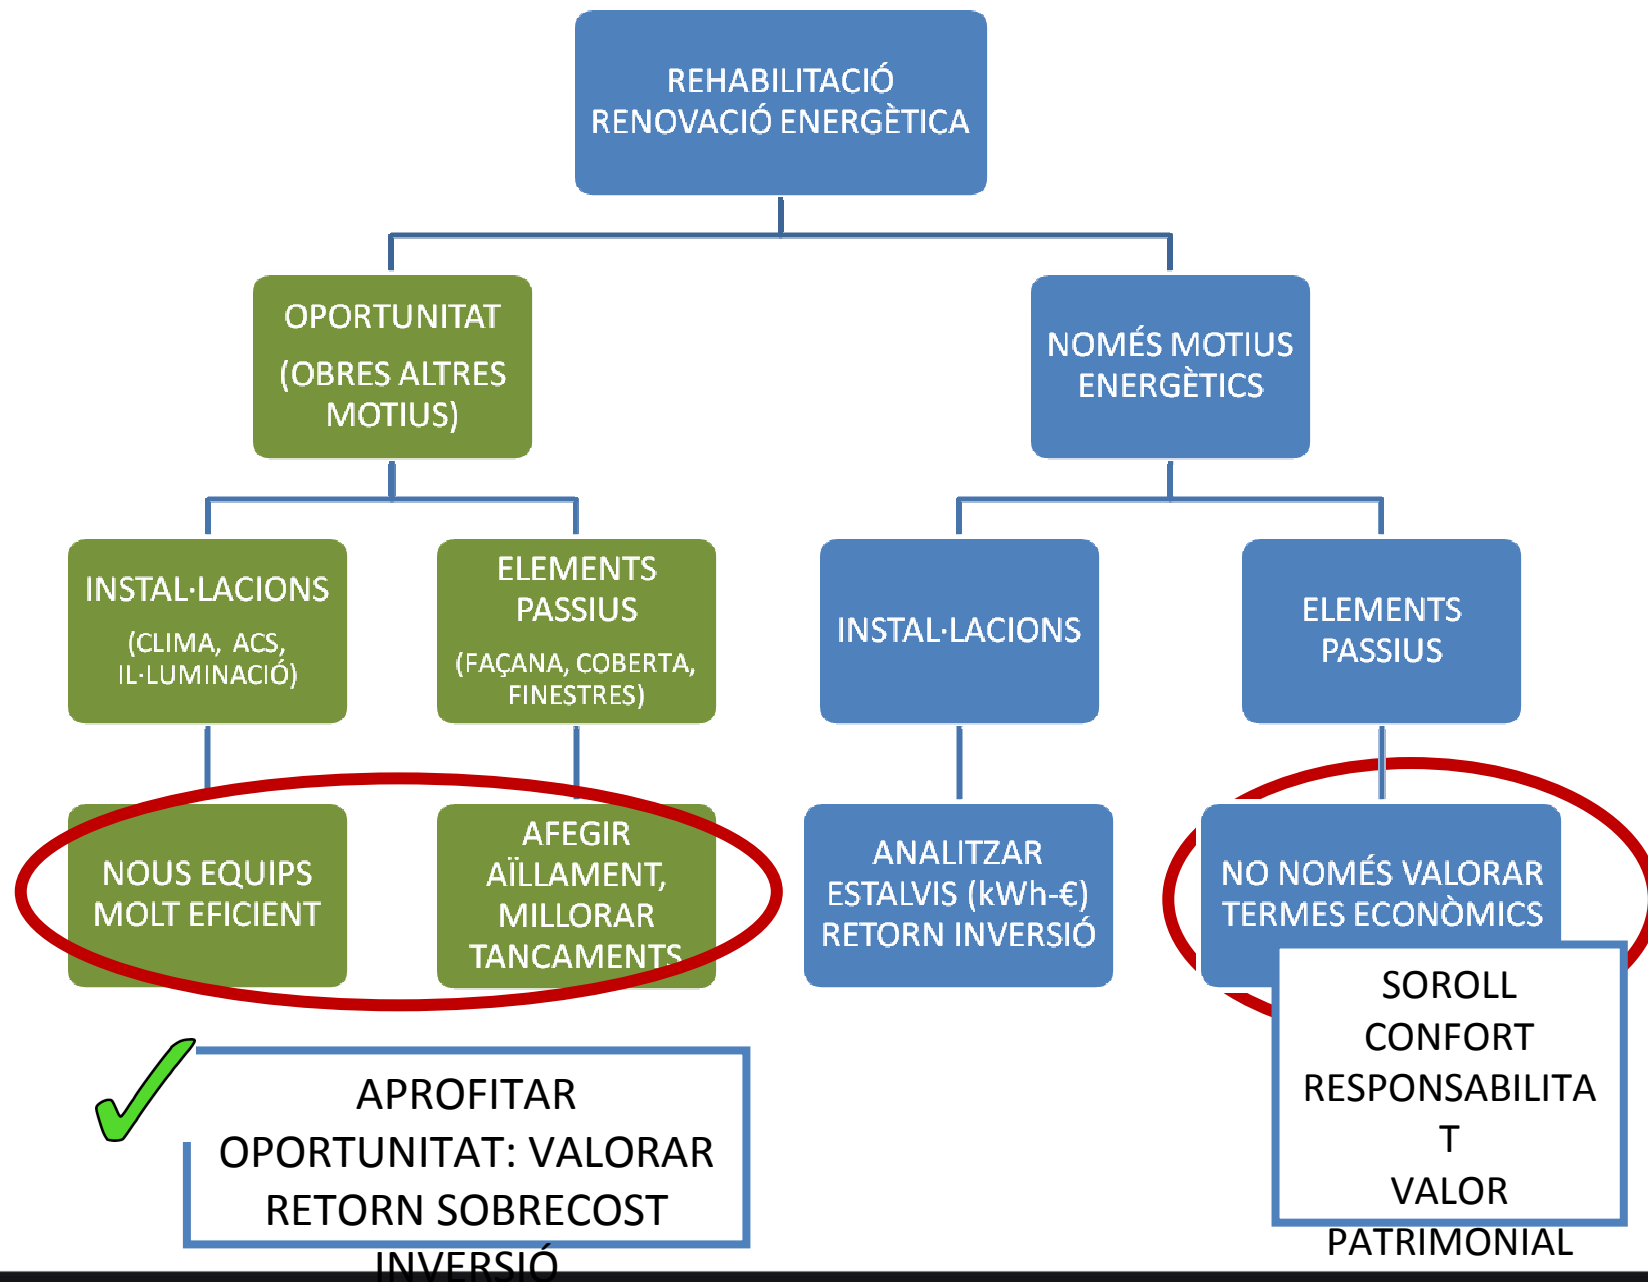 REHABILITACIÓ
RENOVACIÓ ENERGÈTICA
OPORTUNITAT
(OBRES ALTRES
MOTIUS)
NOMÉS MOTIUS
ENERGÈTICS
INSTAL·LACIONS
(CLIMA, ACS,
IL·LUMINACIÓ)
ELEMENTS
PASSIUS
(FAÇANA, COBERTA,
FINESTRES)
INSTAL·LACIONS
ELEMENTS
PASSIUS
NOUS EQUIPS
MOLT EFICIENT
AFEGIR
AÏLLAMENT,
MILLORAR
TANCAMENTS
ANALITZAR
ESTALVIS (kWh-€)
RETORN INVERSIÓ
NO NOMÉS VALORAR
TERMES ECONÒMICS
SOROLL
CONFORT
RESPONSABILITA
T
VALOR
PATRIMONIAL
APROFITAR
OPORTUNITAT: VALORAR
RETORN SOBRECOST
INVERSIÓ